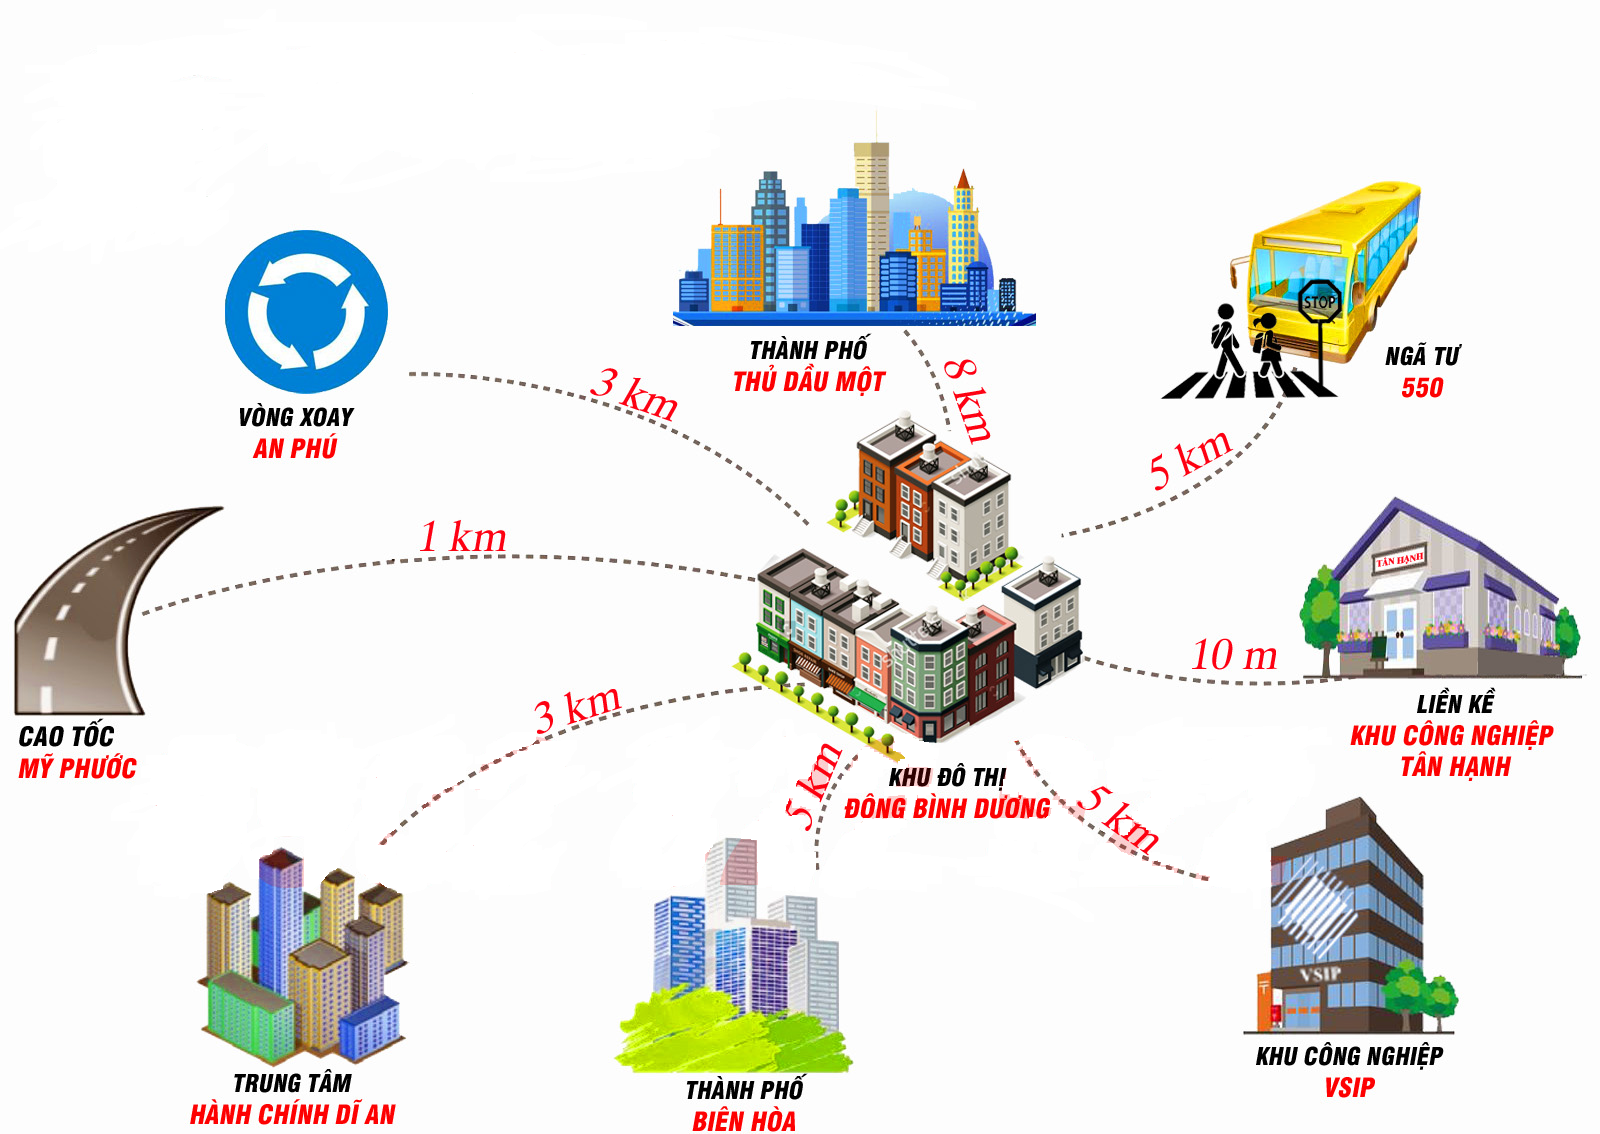 THÀNH PHỐ
THỦ DẦU MỘT
8 km
STOP
NGÃ TƯ
550
5 km
VÒNG XOAY
AN PHÚ
3 km
1 km
CAO TỐC
MỸ PHƯỚC
TÂN HẠNH
10 m
LIỀN KỀ
KHU CÔNG NGHIỆP
TÂN HẠNH
3 km
KHU ĐÔ THỊ
ĐÔNG BÌNH DƯƠNG
5 km
5 km
VSIP
KHU CÔNG NGHIỆP
VSIP
TRUNG TÂM
HÀNH CHÍNH DĨ AN
THÀNH PHỐ
BIÊN HÒA